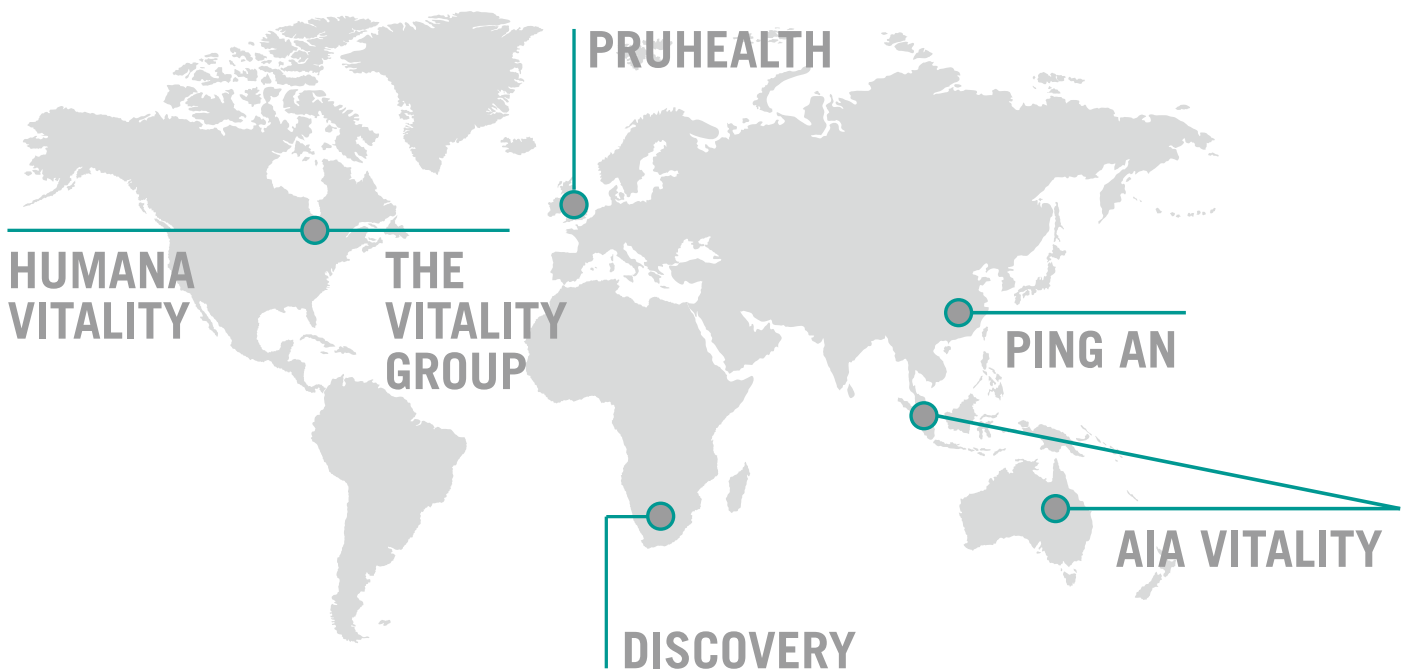 PRUHEALTH
HUMANA
VITALITY
THE
VITALITY
GROUP
PING AN
AIA VITALITY
DISCOVERY